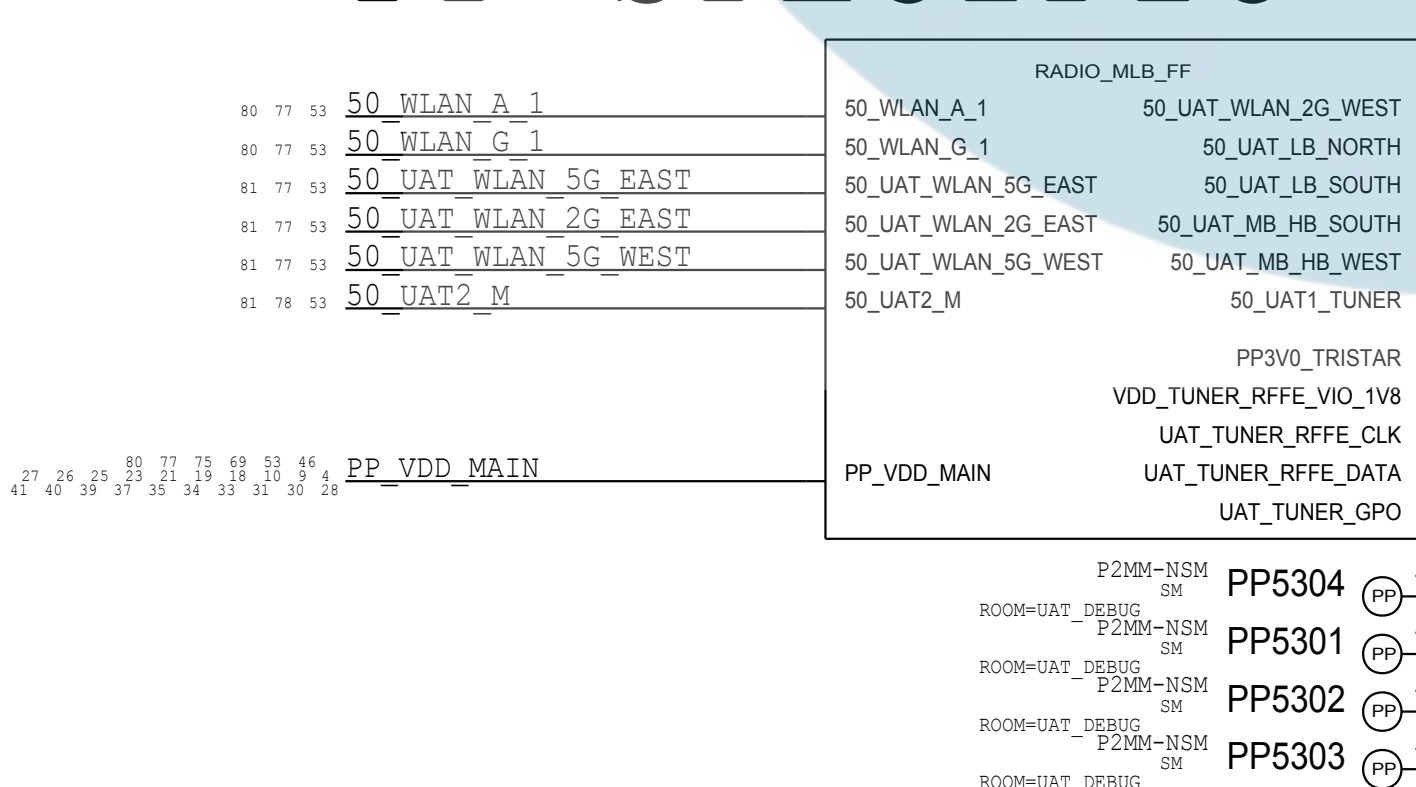 RADIO_MLB_FF
80 77 53 50_WLAN_A_1 50_WLAN_A_1 50_UAT_WLAN_2G_WEST
80 77 53 50_WLAN_G_1 50_WLAN_G_1 50_UAT_LB_NORTH
81 77 53 50_UAT_WLAN_5G_EAST 50_UAT_WLAN_5G_EAST 50_UAT_LB_SOUTH
81 77 53 50_UAT_WLAN_2G_EAST 50_UAT_WLAN_2G_EAST 50_UAT_MB_HB_SOUTH
81 77 53 50_UAT_WLAN_5G_WEST 50_UAT_WLAN_5G_WEST 50_UAT_MB_HB_WEST
81 78 53 50_UAT2_M 50_UAT2_M 50_UAT1_TUNER
PP3V0_TRISTAR
VDD_TUNER_RFFE_VIO_1V8
UAT_TUNER_RFFE_CLK
80 77 75 69 53 46
27 26 25 23 21 19 18 10 9 4 PP_VDD_MAIN PP_VDD_MAIN UAT_TUNER_RFFE_DATA
41 40 39 37 35 34 33 31 30 28
UAT_TUNER_GPO
P2MM-NSM
SM PP5304 PP
ROOM=UAT_DEBUG
P2MM-NSM
SM PP5301 PP
ROOM=UAT_DEBUG
P2MM-NSM
SM PP5302 PP
ROOM=UAT_DEBUG
P2MM-NSM
SM PP5303 PP
ROOM=UAT_DEBUG